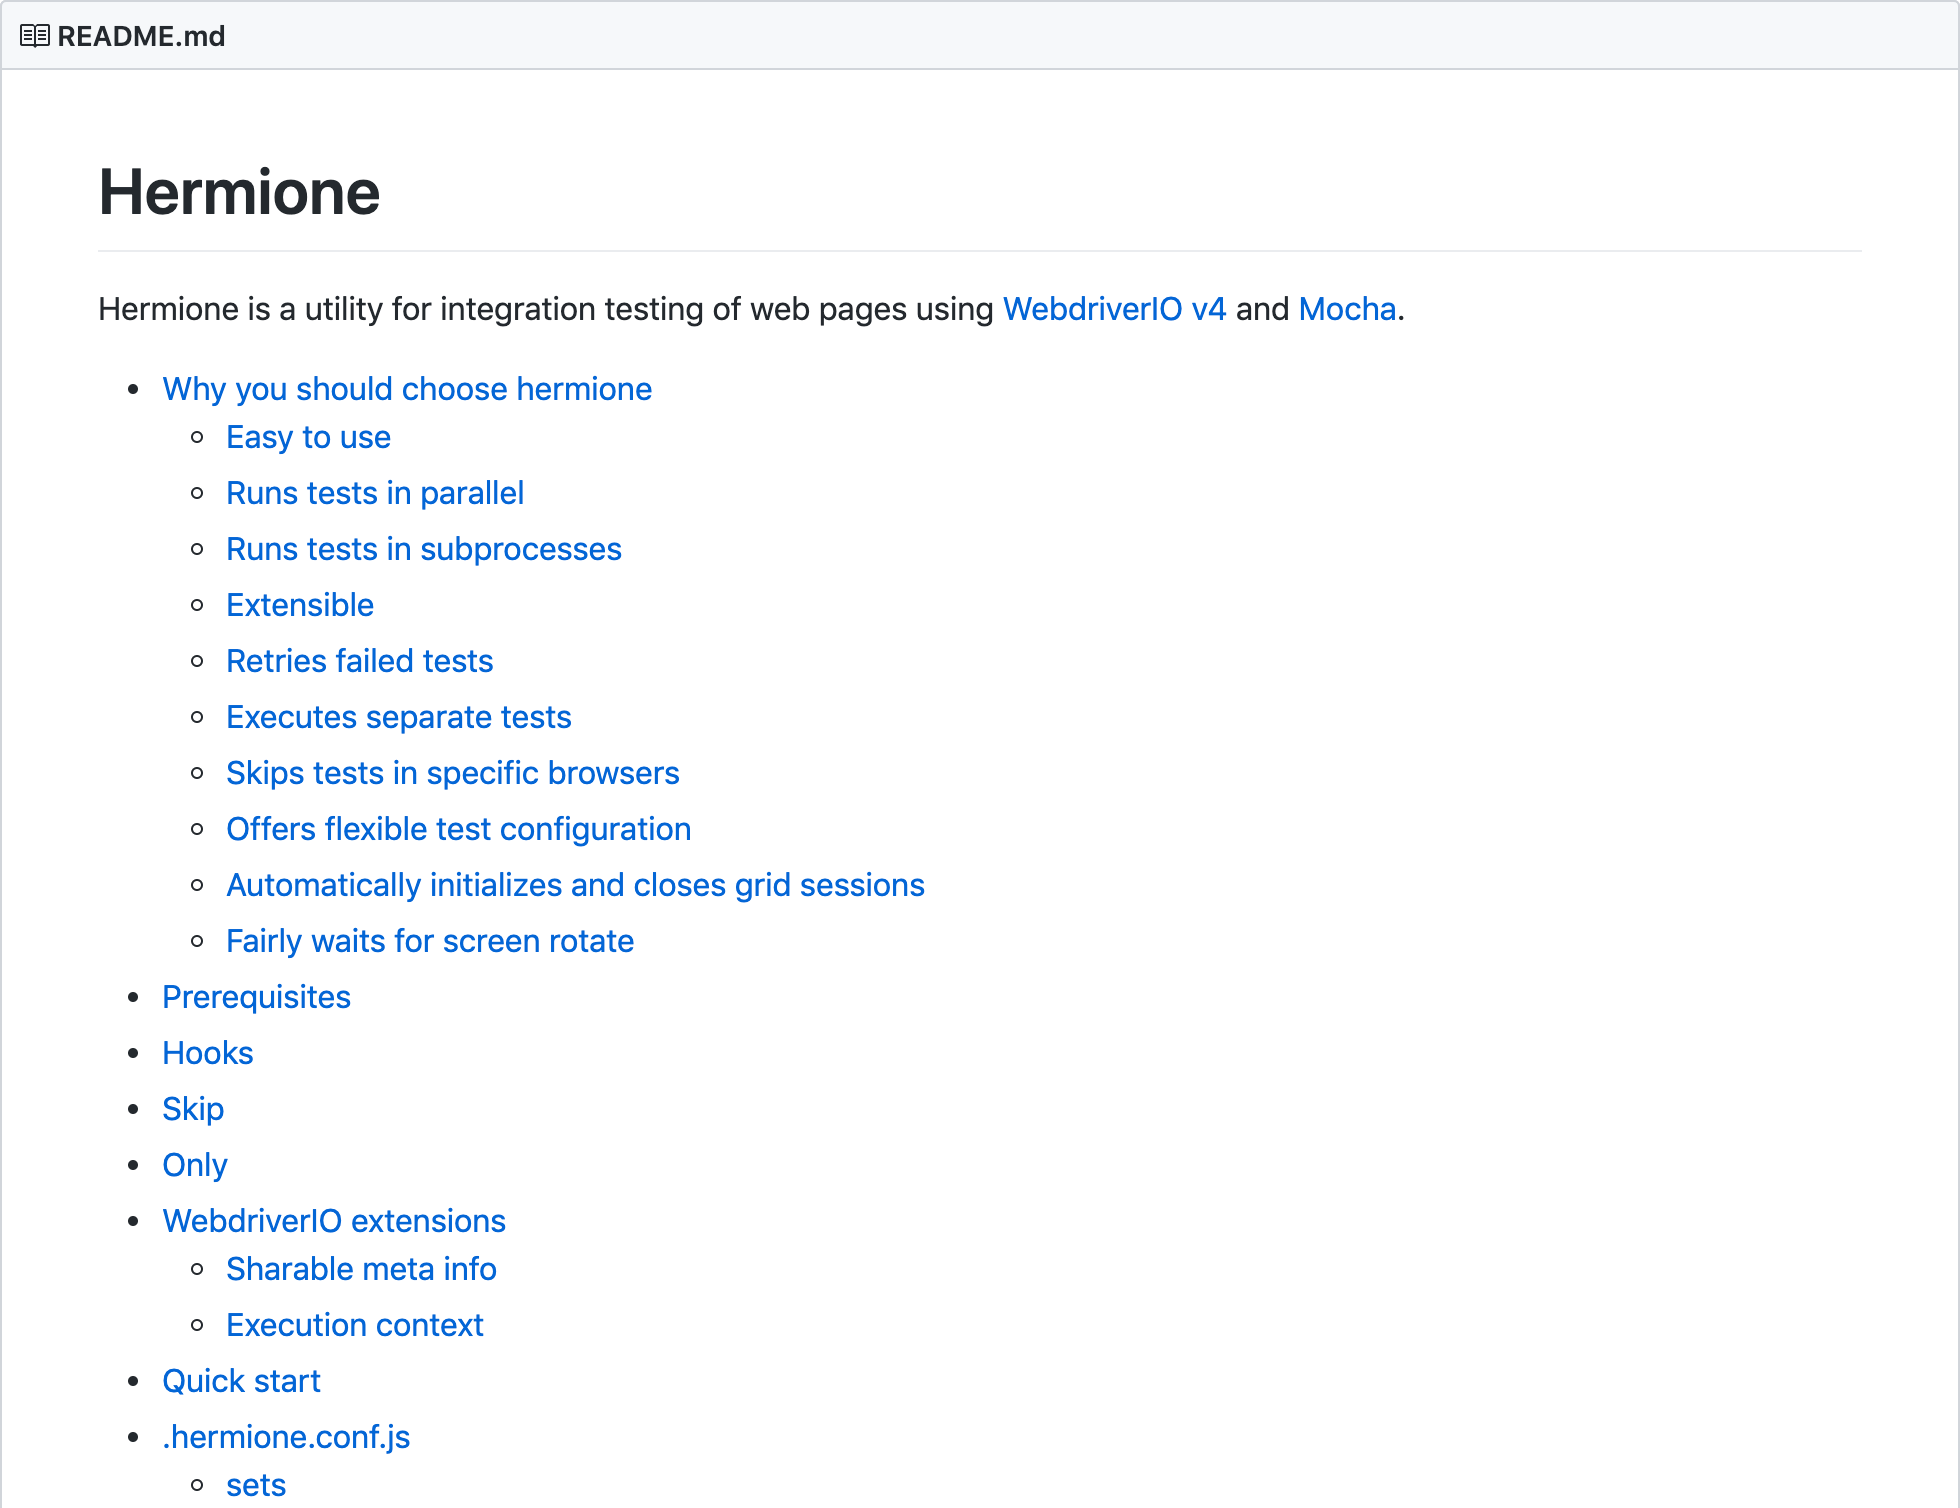 README.md
Hermione
Hermione is a utility for integration testing of web pages using WebdriverIO v4 and Mocha.
Why you should choose hermione
Easy to use
Runs tests in parallel
Runs tests in subprocesses
Extensible
Retries failed tests
Executes separate tests
Skips tests in specific browsers
Offers flexible test configuration
Automatically initializes and closes grid sessions
Fairly waits for screen rotate
Prerequisites
Hooks
Skip
Only
WebdriverIO extensions
Sharable meta info
Execution context
Quick start
.hermione.conf.js
sets